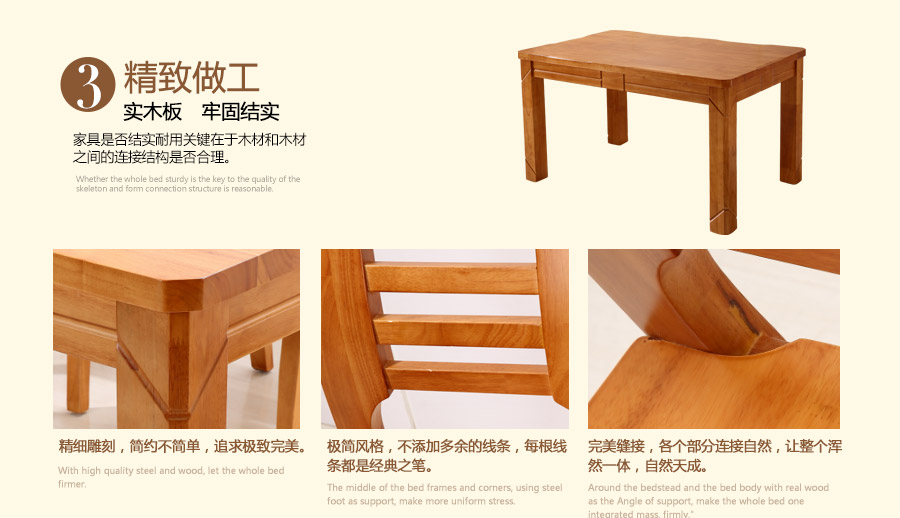 3
精致做工
实木板 牢固结实
家具是否结实耐用关键在于木材和木材
之间的连接结构是否合理。
Whether the whole bed sturdy is the key to the quality of the
skeleton and form connection structure is reasonable.
精细雕刻，简约不简单，追求极致完美。
With high quality steel and wood, let the whole bed
firmer.
极简风格，不添加多余的线条，每根线
条都是经典之笔。
The middle of the bed frames and corners, using steel
foot as support, make more uniform stress.
完美缝接，各个部分连接自然，让整个浑
然一体，自然天成。
Around the bedstead and the bed body with real wood
as the Angle of support, make the whole bed one
integrated mass, firmly."